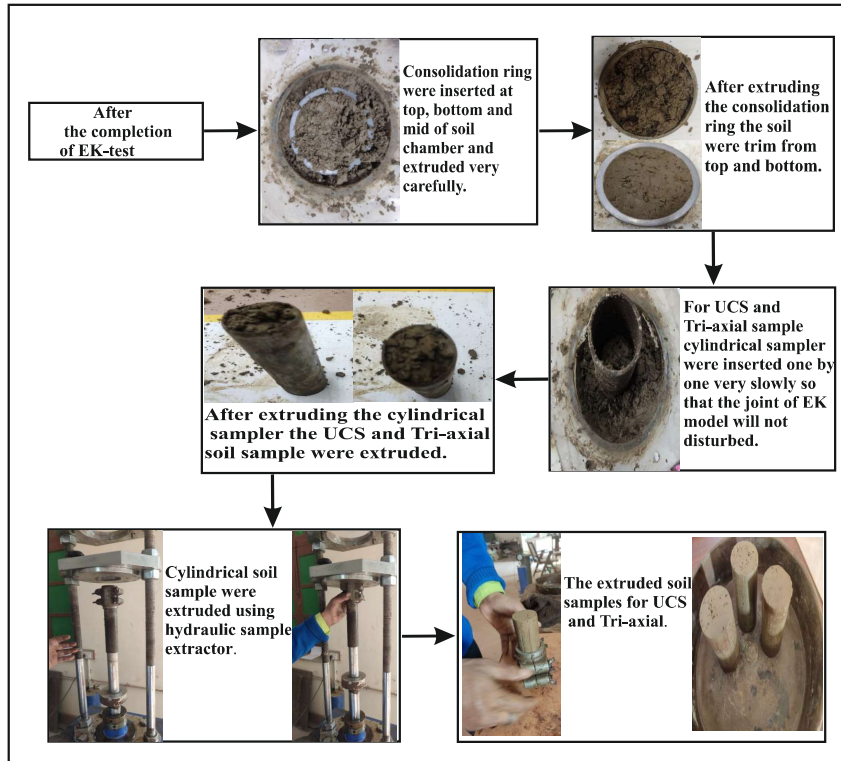 After
the completion
of EK-test
Consolidation ring
were inserted at
top, bottom and
mid of soil
chamber and
extruded very
carefully.
After extruding
the consolidation
ring the soil
were trim from
top and bottom.
For UCS and
Tri-axial sample
cylindrical sampler
were inserted one by
one very slowly so
that the joint of EK
model will not
disturbed.
After extruding the cylindrical
sampler the UCS and Tri-axial
soil sample were extruded.
Cylindrical soil
sample were
extruded using
hydraulic sample
extractor.
The extruded soil
samples for UCS
and Tri-axial.